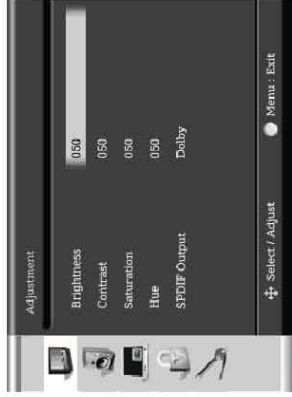 Adjustment
Brightness 050
Contrast 050
Saturation 050
Hue 050
SPDIF Output Dolby
Select / Adjust Menu : Exit